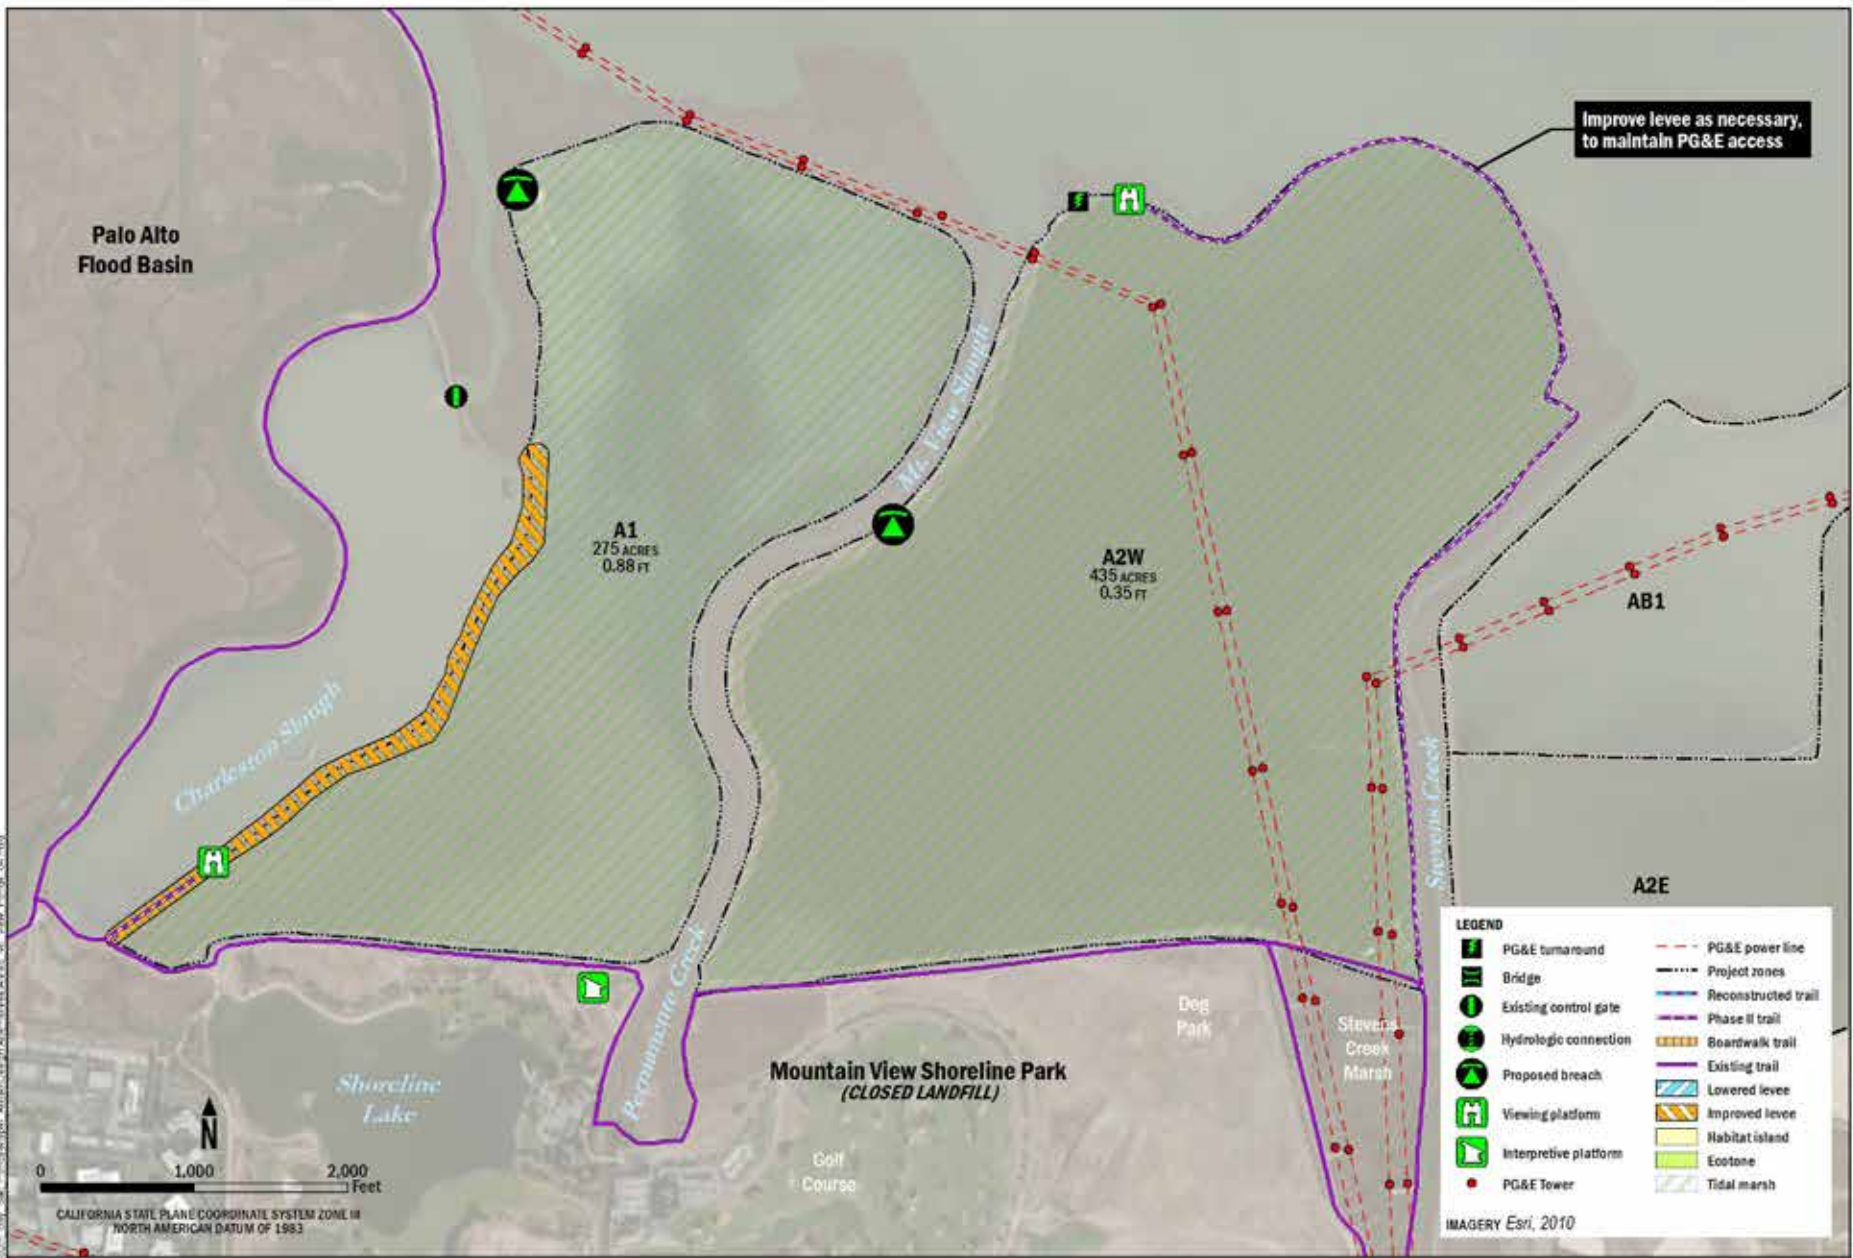 Improve levee as necessary,
to maintain PG&E access
Palo Alto
Flood Basin
Mt. View Slough
A1
275 ACRES
0.88 FT
A2W
435 ACRES
0.35 FT
AB1
Charleston Slough
Stevens Creek
A2E
Permanente Creek
Dog
Park
Stevens
Creek
Marsh
Mountain View Shoreline Park
(CLOSED LANDFILL)
Shoreline
Lake
Golf
Course
N
0 1,000 2,000
Feet
CALIFORNIA STATE PLANE COORDINATE SYSTEM ZONE III
NORTH AMERICAN DATUM OF 1983
LEGEND
PG&E turnaround
Bridge
Existing control gate
Hydrologic connection
Proposed breach
Viewing platform
Interpretive platform
PG&E Tower
PG&E power line
Project zones
Reconstructed trail
Phase II trail
Boardwalk trail
Existing trail
Lowered levee
Improved levee
Habitat island
Ecotone
Tidal marsh
IMAGERY Esri, 2010